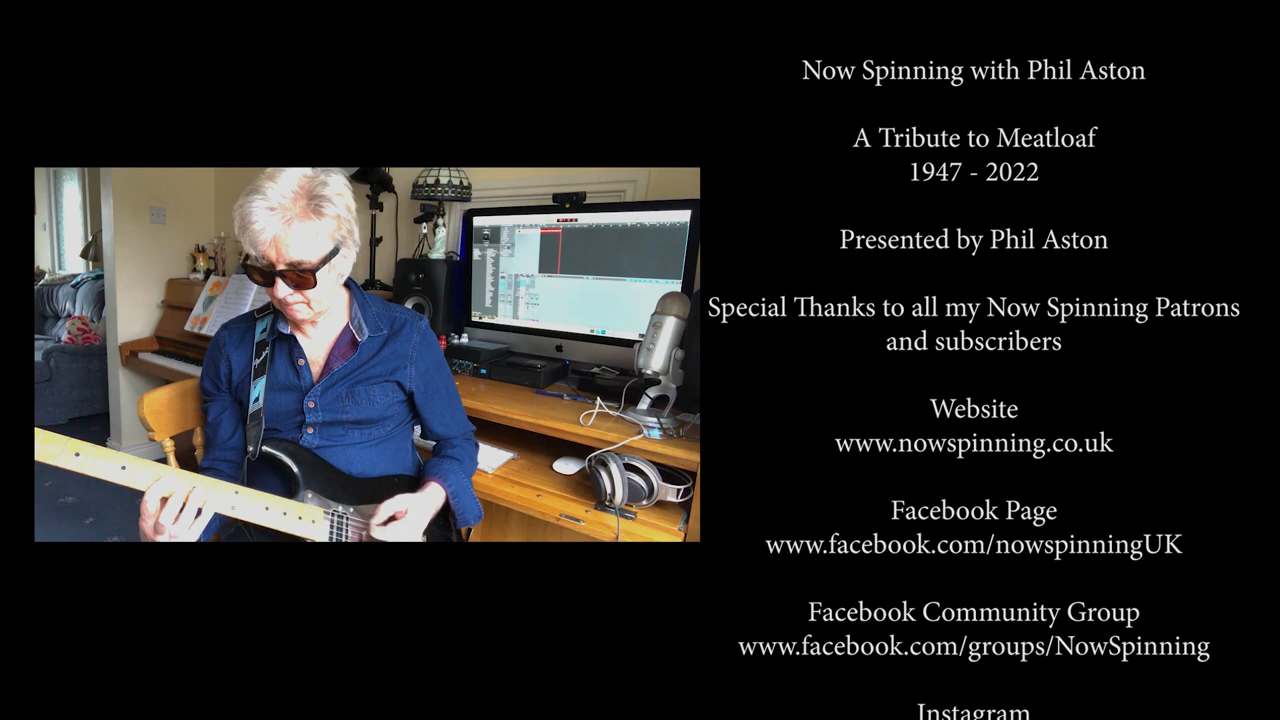 Now Spinning with Phil Aston
A Tribute to Meatloaf
1947 - 2022
Presented by Phil Aston
Special Thanks to all my Now Spinning Patrons
and subscribers
Website
www.nowspinning.co.uk
Facebook Page
www.facebook.com/nowspinningUK
Facebook Community Group
www.facebook.com/groups/NowSpinning
Instagram